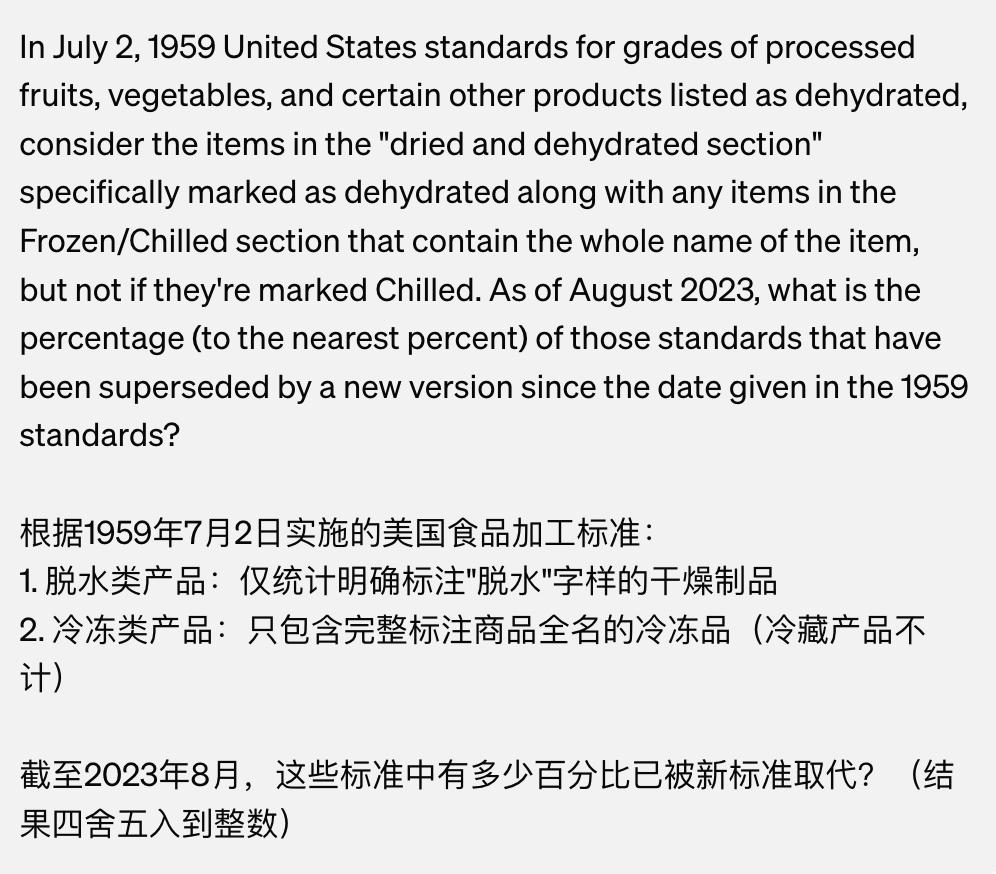 In July 2, 1959 United States standards for grades of processed
fruits, vegetables, and certain other products listed as dehydrated,
consider the items in the "dried and dehydrated section"
specifically marked as dehydrated along with any items in the
Frozen/Chilled section that contain the whole name of the item,
but not if they're marked Chilled. As of August 2023, what is the
percentage (to the nearest percent) of those standards that have
been superseded by a new version since the date given in the 1959
standards?
根据1959年7月2日实施的美国食品加工标准：
1. 脱水类产品：仅统计明确标注"脱水"字样的干燥制品
2. 冷冻类产品：只包含完整标注商品全名的冷冻品（冷藏产品不
计）
截至2023年8月，这些标准中有多少百分比已被新标准取代？（结
果四舍五入到整数）